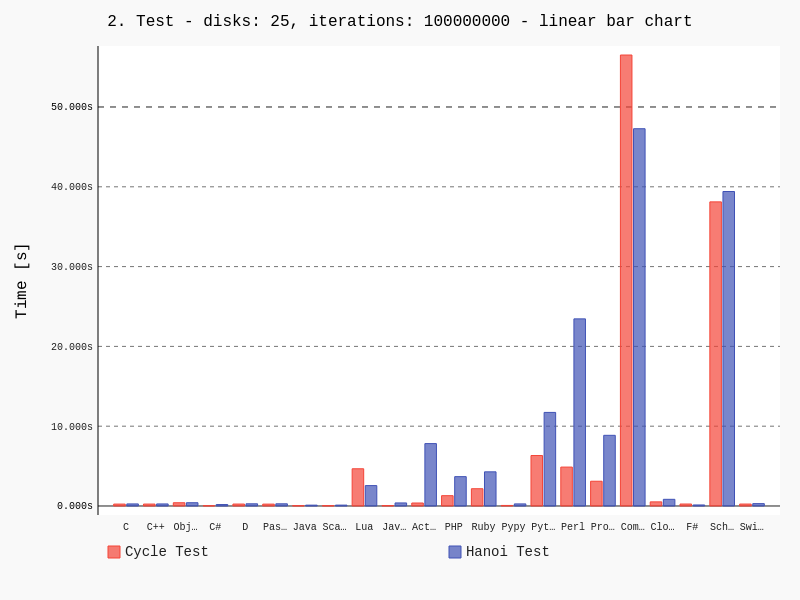 2. Test - disks: 25, iterations: 100000000 - linear bar chart
Time [s]
50.000s
40.000s
30.000s
20.000s
10.000s
0.000s
C C++ Obj… C# D Pas… Java Sca… Lua Jav… Act… PHP Ruby Pypy Pyt… Perl Pro… Com… Clo… F# Sch… Swi…
Cycle Test Hanoi Test